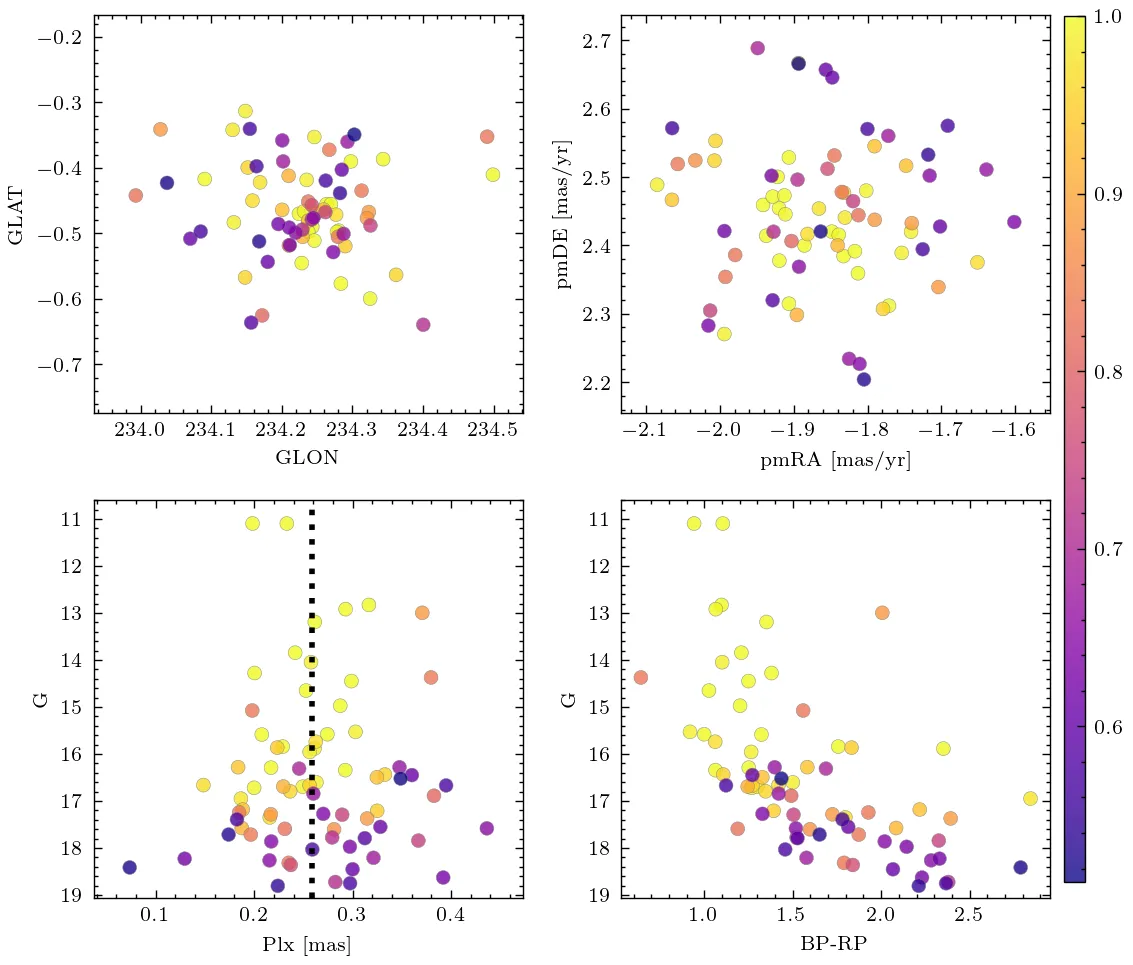 −0.2
−0.3
−0.4
−0.5
−0.6
−0.7
GLAT
234.0 234.1 234.2 234.3 234.4 234.5
GLON
2.7
2.6
2.5
2.4
2.3
2.2
pmDE [mas/yr]
−2.1 −2.0 −1.9 −1.8 −1.7 −1.6
pmRA [mas/yr]
11
12
13
14
15
16
17
18
19
G
0.1 0.2 0.3 0.4
Plx [mas]
11
12
13
14
15
16
17
18
19
G
1.0 1.5 2.0 2.5
BP-RP
1.0
0.9
0.8
0.7
0.6